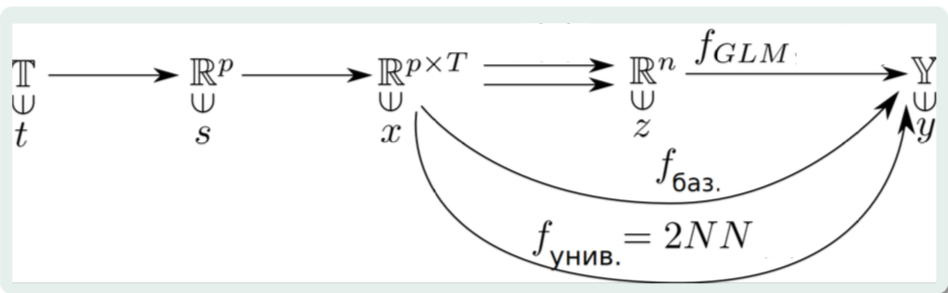 𝕋 ℝ^p ℝ^{p×T} ℝ^n f_{GLM} 𝕐
∈ ∈ ∈ ∈ ∈
t s x z y
f_{баз.}
f_{унив.} = 2NN